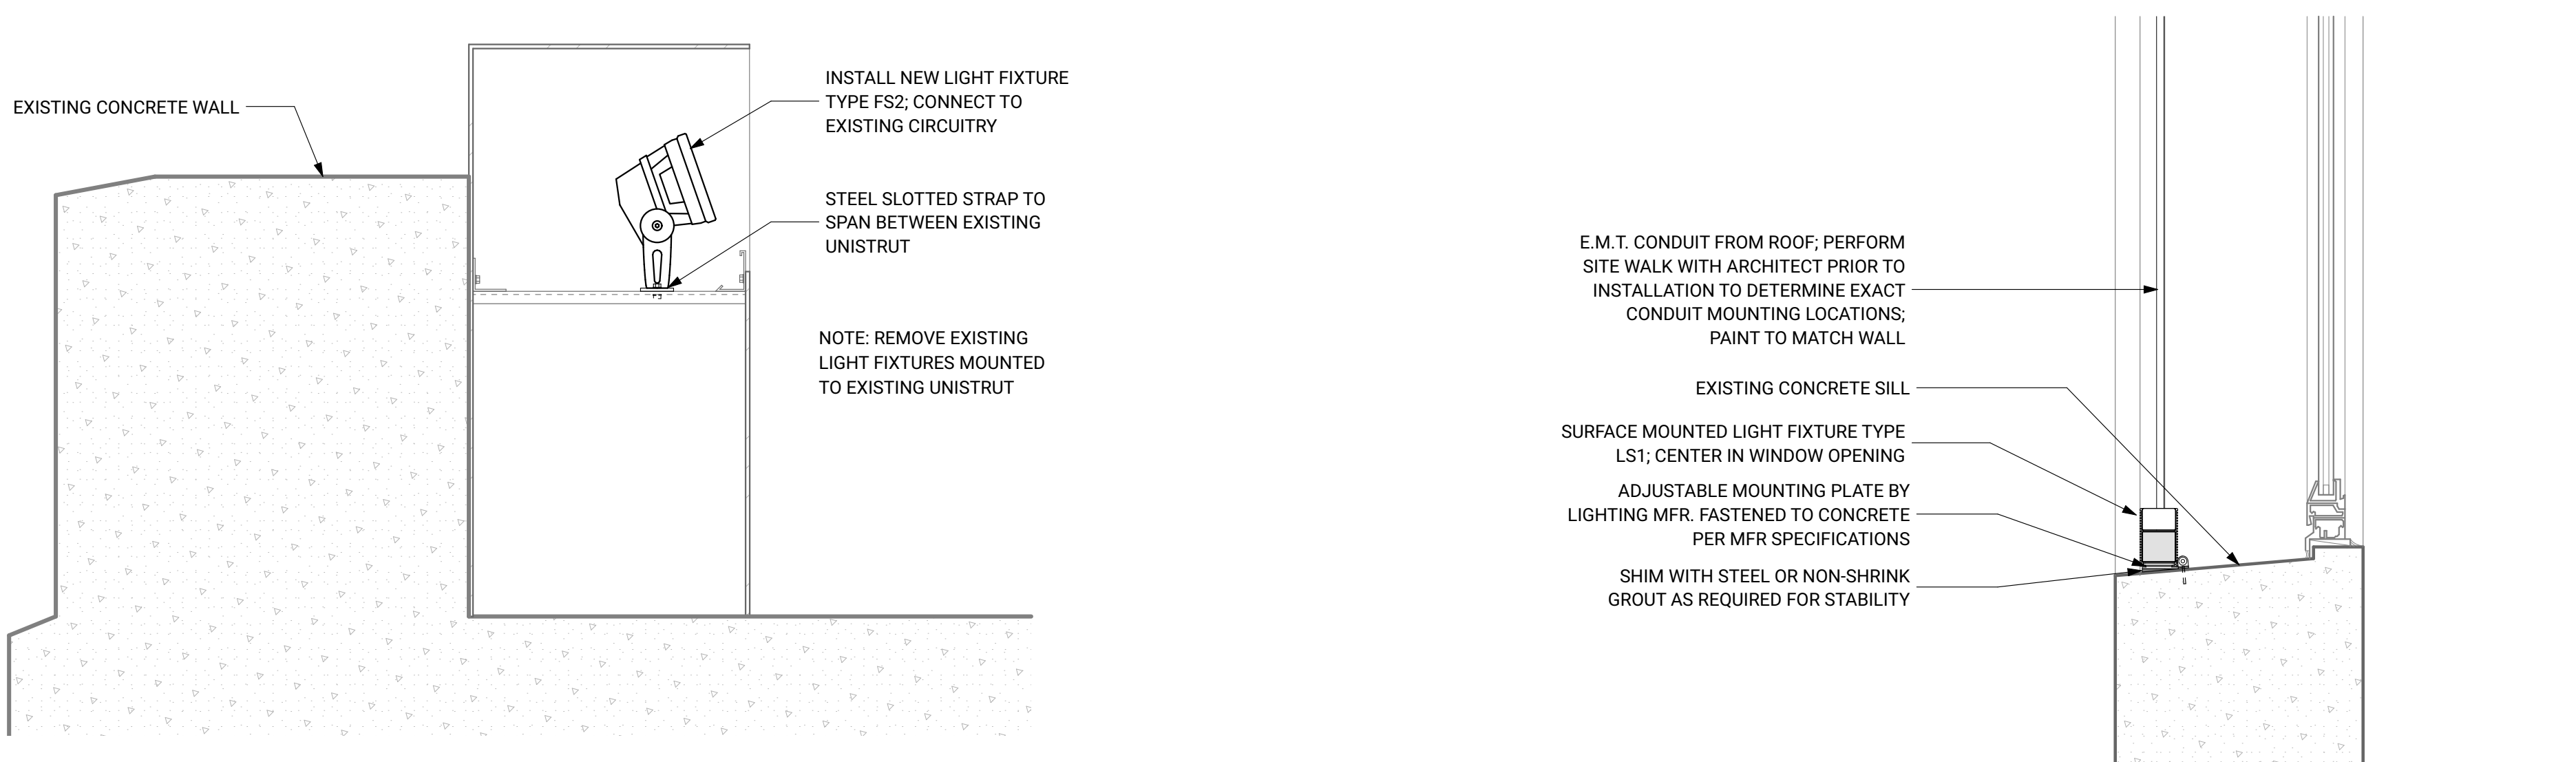 EXISTING CONCRETE WALL
INSTALL NEW LIGHT FIXTURE
TYPE FS2; CONNECT TO
EXISTING CIRCUITRY
STEEL SLOTTED STRAP TO
SPAN BETWEEN EXISTING
UNISTRUT
NOTE: REMOVE EXISTING
LIGHT FIXTURES MOUNTED
TO EXISTING UNISTRUT
E.M.T. CONDUIT FROM ROOF; PERFORM
SITE WALK WITH ARCHITECT PRIOR TO
INSTALLATION TO DETERMINE EXACT
CONDUIT MOUNTING LOCATIONS;
PAINT TO MATCH WALL
EXISTING CONCRETE SILL
SURFACE MOUNTED LIGHT FIXTURE TYPE
LS1; CENTER IN WINDOW OPENING
ADJUSTABLE MOUNTING PLATE BY
LIGHTING MFR. FASTENED TO CONCRETE
PER MFR SPECIFICATIONS
SHIM WITH STEEL OR NON-SHRINK
GROUT AS REQUIRED FOR STABILITY